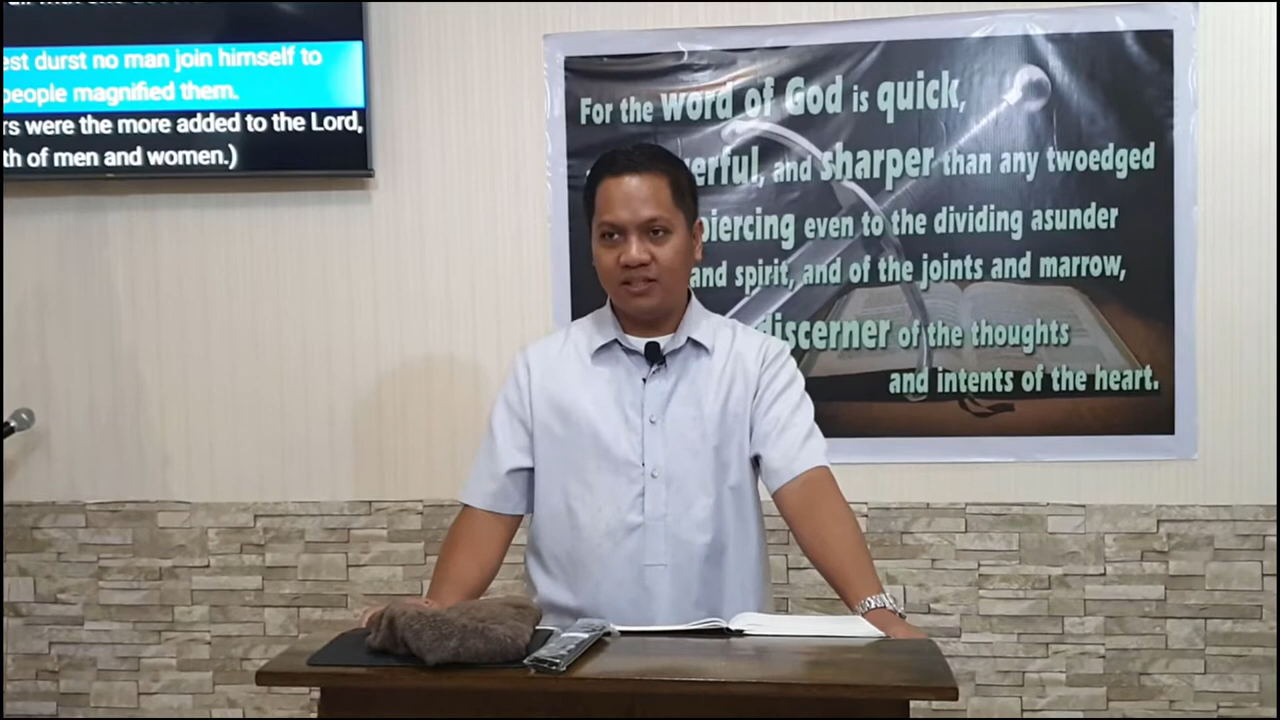 est durst no man join himself to
people magnified them.
rs were the more added to the Lord,
th of men and women.)
For the word of God is quick,
erful, and sharper than any twoedged
piercing even to the dividing asunder
and spirit, and of the joints and marrow,
discerner of the thoughts
and intents of the heart.